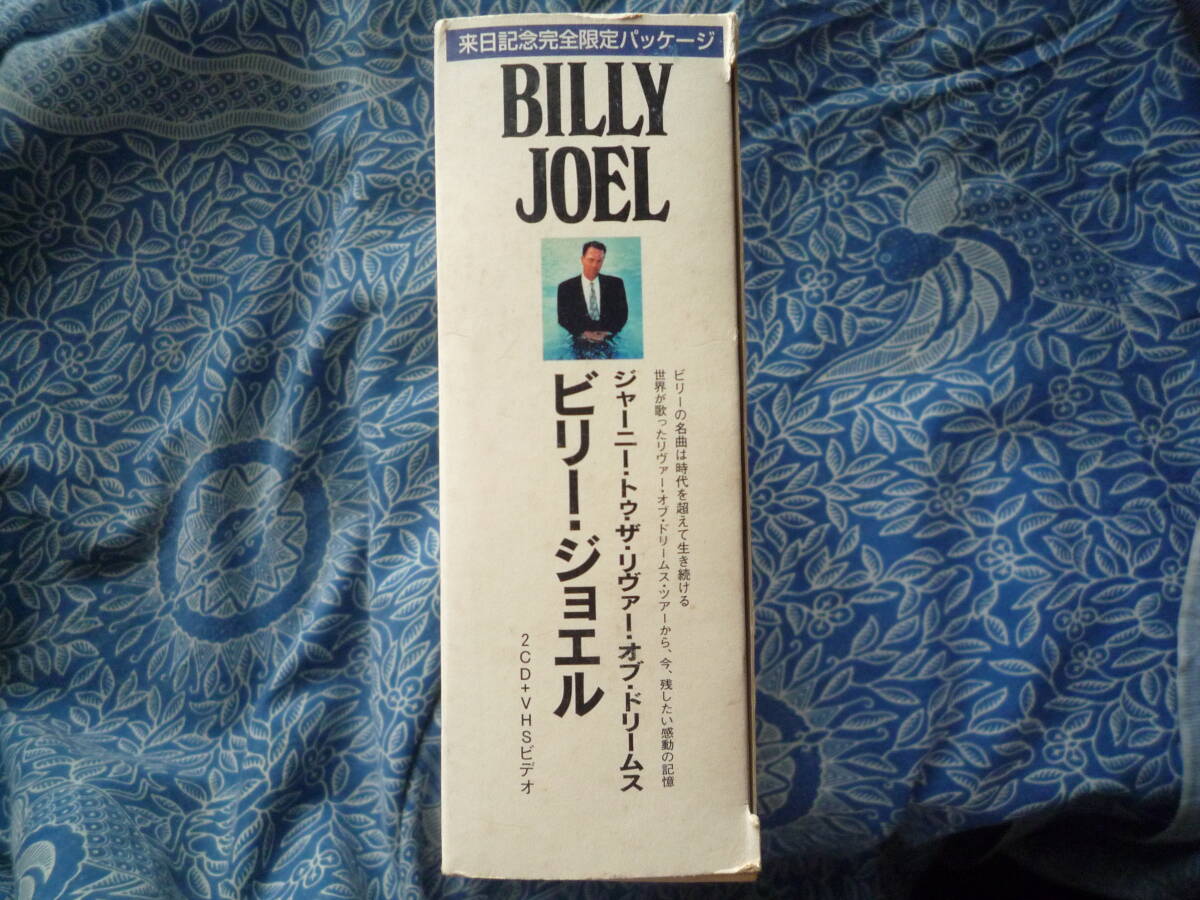 来日記念完全限定パッケージ
BILLY
JOEL
ビリーの名曲は時代を超えて生き続ける
世界が歌ったリヴァー・オブ・ドリームス・ツアーから、今、残したい感動の記憶
ジャーニー・トゥ・ザ・リヴァー・オブ・ドリームス
ビリー・ジョエル
2CD+VHSビデオ